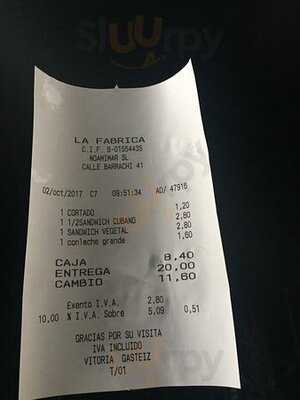 sluurpy
LA FABRICA
C.I.F. B-01554435
NOAMIMAR SL
CALLE BARRACHI 41
02/oct/2017 C7 09:51:34 AD/ 47916
1 CORTADO 1,20
1 1/2SANDWICH CUBANO 2,80
1 SANDWICH VEGETAL 2,80
1 conleche grande 1,60
CAJA 8,40
ENTREGA 20,00
CAMBIO 11,60
Exento I.V.A. 2,80
10,00 % I.V.A. Sobre 5,09 0,51
GRACIAS POR SU VISITA
IVA INCLUIDO
VITORIA GASTEIZ
T/01